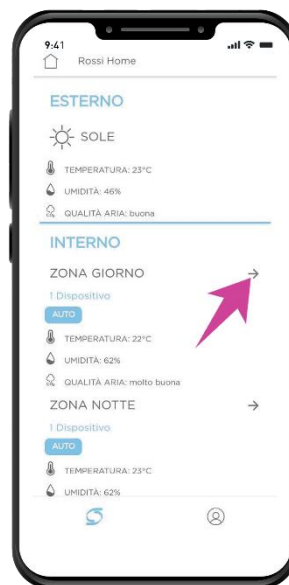 9:41
Rossi Home
ESTERNO
SOLE
TEMPERATURA: 23°C
UMIDITÀ: 46%
QUALITÀ ARIA: buona
INTERNO
ZONA GIORNO
1 Dispositivo
AUTO
TEMPERATURA: 22°C
UMIDITÀ: 62%
QUALITÀ ARIA: molto buona
ZONA NOTTE
1 Dispositivo
AUTO
TEMPERATURA: 23°C
UMIDITÀ: 62%